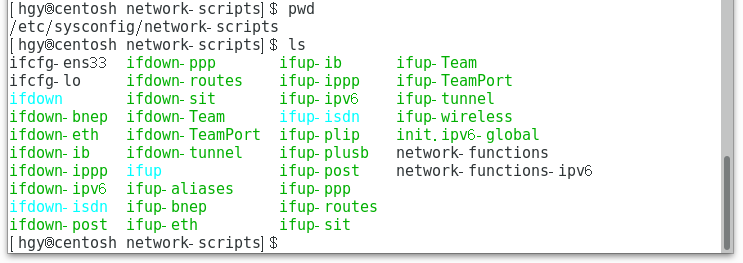 [hgy@centosh network-scripts]$ pwd
/etc/sysconfig/network-scripts
[hgy@centosh network-scripts]$ ls
ifcfg-ens33 ifdown-ppp ifup-ib ifup-Team
ifcfg-lo ifdown-routes ifup-ippp ifup-TeamPort
ifdown ifdown-sit ifup-ipv6 ifup-tunnel
ifdown-bnep ifdown-Team ifup-isdn ifup-wireless
ifdown-eth ifdown-TeamPort ifup-plip init.ipv6-global
ifdown-ib ifdown-tunnel ifup-plusb network-functions
ifdown-ippp ifup ifup-post network-functions-ipv6
ifdown-ipv6 ifup-aliases ifup-ppp
ifdown-isdn ifup-bnep ifup-routes
ifdown-post ifup-eth ifup-sit
[hgy@centosh network-scripts]$